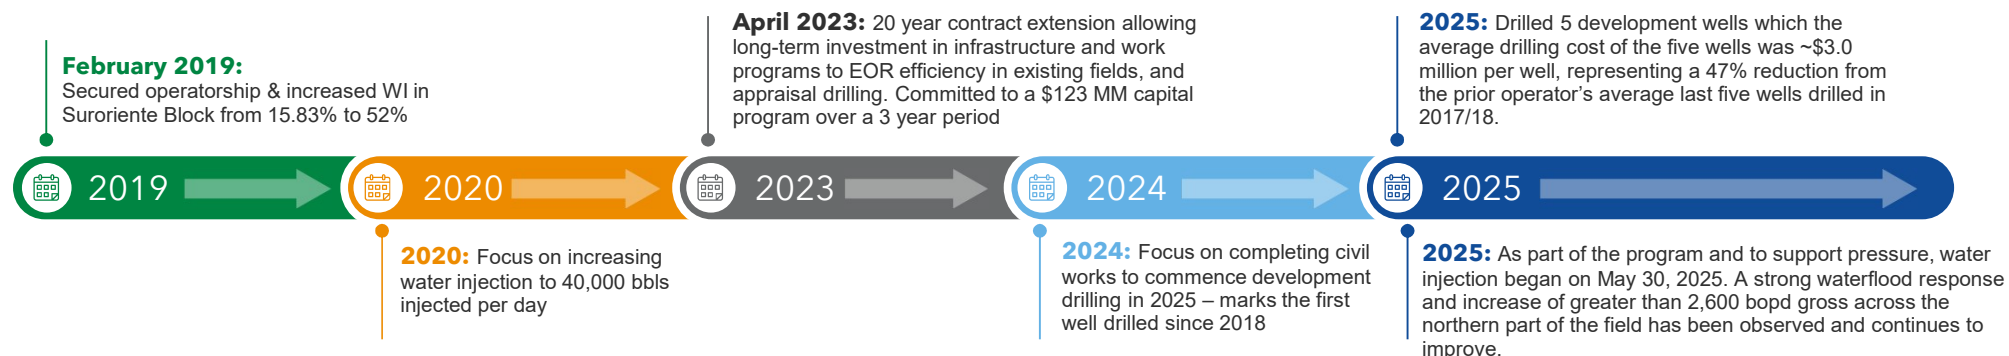 February 2019:
Secured operatorship & increased WI in
Suroriente Block from 15.83% to 52%
April 2023: 20 year contract extension allowing
long-term investment in infrastructure and work
programs to EOR efficiency in existing fields, and
appraisal drilling. Committed to a $123 MM capital
program over a 3 year period
2025: Drilled 5 development wells which the
average drilling cost of the five wells was ~$3.0
million per well, representing a 47% reduction from
the prior operator’s average last five wells drilled in
2017/18.
2019
2020
2023
2024
2025
2020: Focus on increasing
water injection to 40,000 bbls
injected per day
2024: Focus on completing civil
works to commence development
drilling in 2025 – marks the first
well drilled since 2018
2025: As part of the program and to support pressure, water
injection began on May 30, 2025. A strong waterflood response
and increase of greater than 2,600 bopd gross across the
northern part of the field has been observed and continues to
improve.